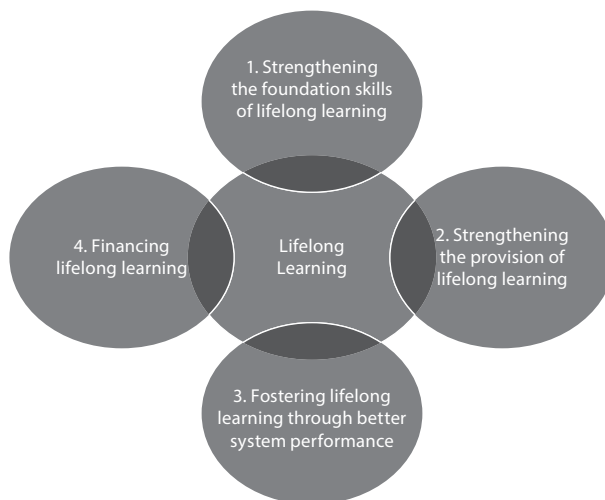 1. Strengthening
the foundation skills
of lifelong learning
4. Financing
lifelong learning
Lifelong
Learning
2. Strengthening
the provision of
lifelong learning
3. Fostering lifelong
learning through better
system performance